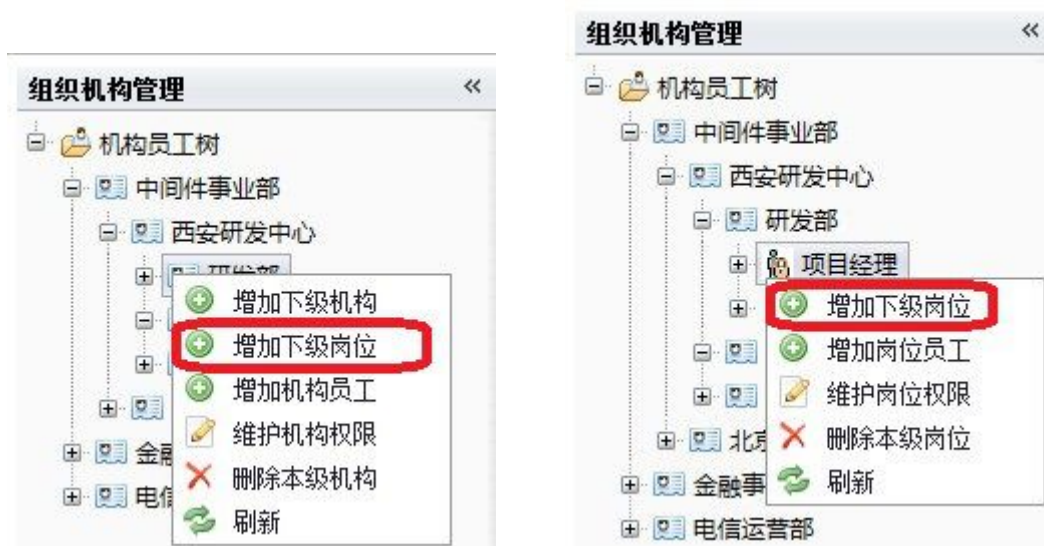 组织机构管理
机构员工树
中间件事业部
西安研发中心
研发部
增加下级机构
增加下级岗位
增加机构员工
维护机构权限
金融
删除本级机构
电信
刷新
组织机构管理
机构员工树
中间件事业部
西安研发中心
研发部
项目经理
增加下级岗位
增加岗位员工
维护岗位权限
北京
删除本级岗位
金融事
刷新
电信运营部